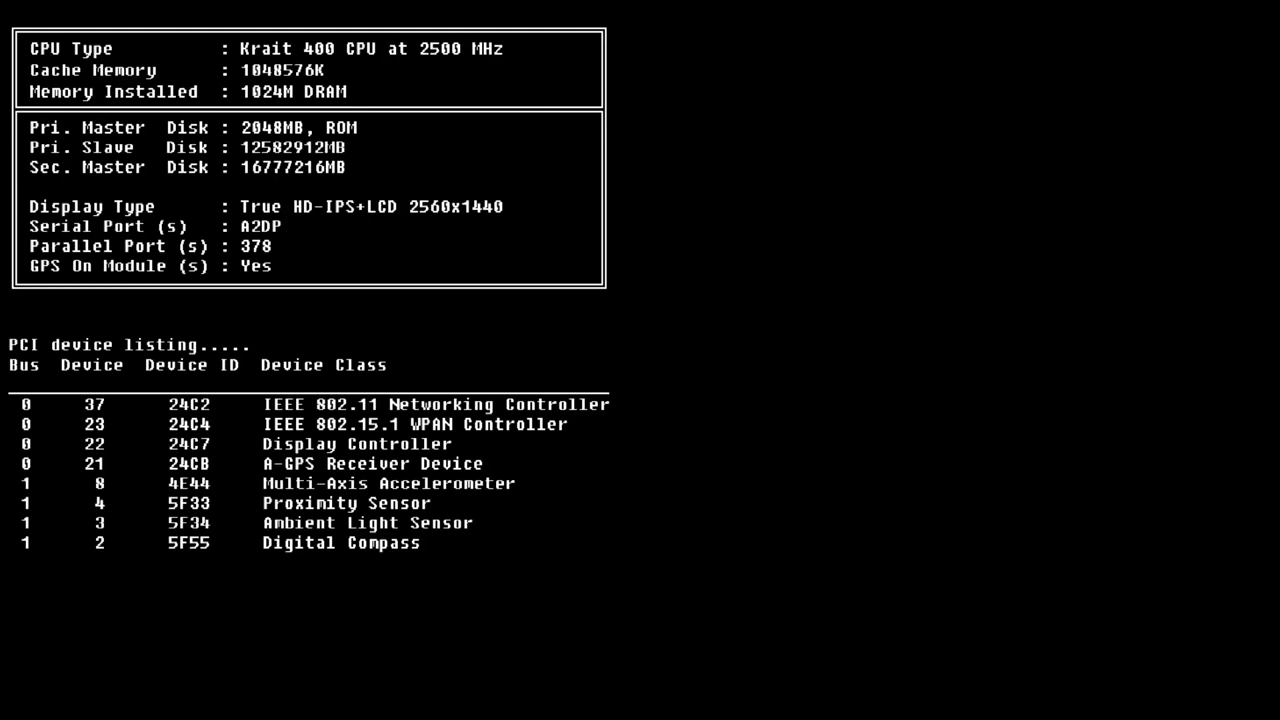 CPU Type : Krait 400 CPU at 2500 MHz
Cache Memory : 1048576K
Memory Installed : 1024M DRAM
Pri. Master Disk : 2048MB, ROM
Pri. Slave Disk : 12582912MB
Sec. Master Disk : 16777216MB
Display Type : True HD-IPS+LCD 2560x1440
Serial Port (s) : A2DP
Parallel Port (s) : 378
GPS On Module (s) : Yes
PCI device listing.....
Bus Device Device ID Device Class
0 37 24C2 IEEE 802.11 Networking Controller
0 23 24C4 IEEE 802.15.1 WPAN Controller
0 22 24C7 Display Controller
0 21 24CB A-GPS Receiver Device
1 8 4E44 Multi-Axis Accelerometer
1 4 5F33 Proximity Sensor
1 3 5F34 Ambient Light Sensor
1 2 5F55 Digital Compass